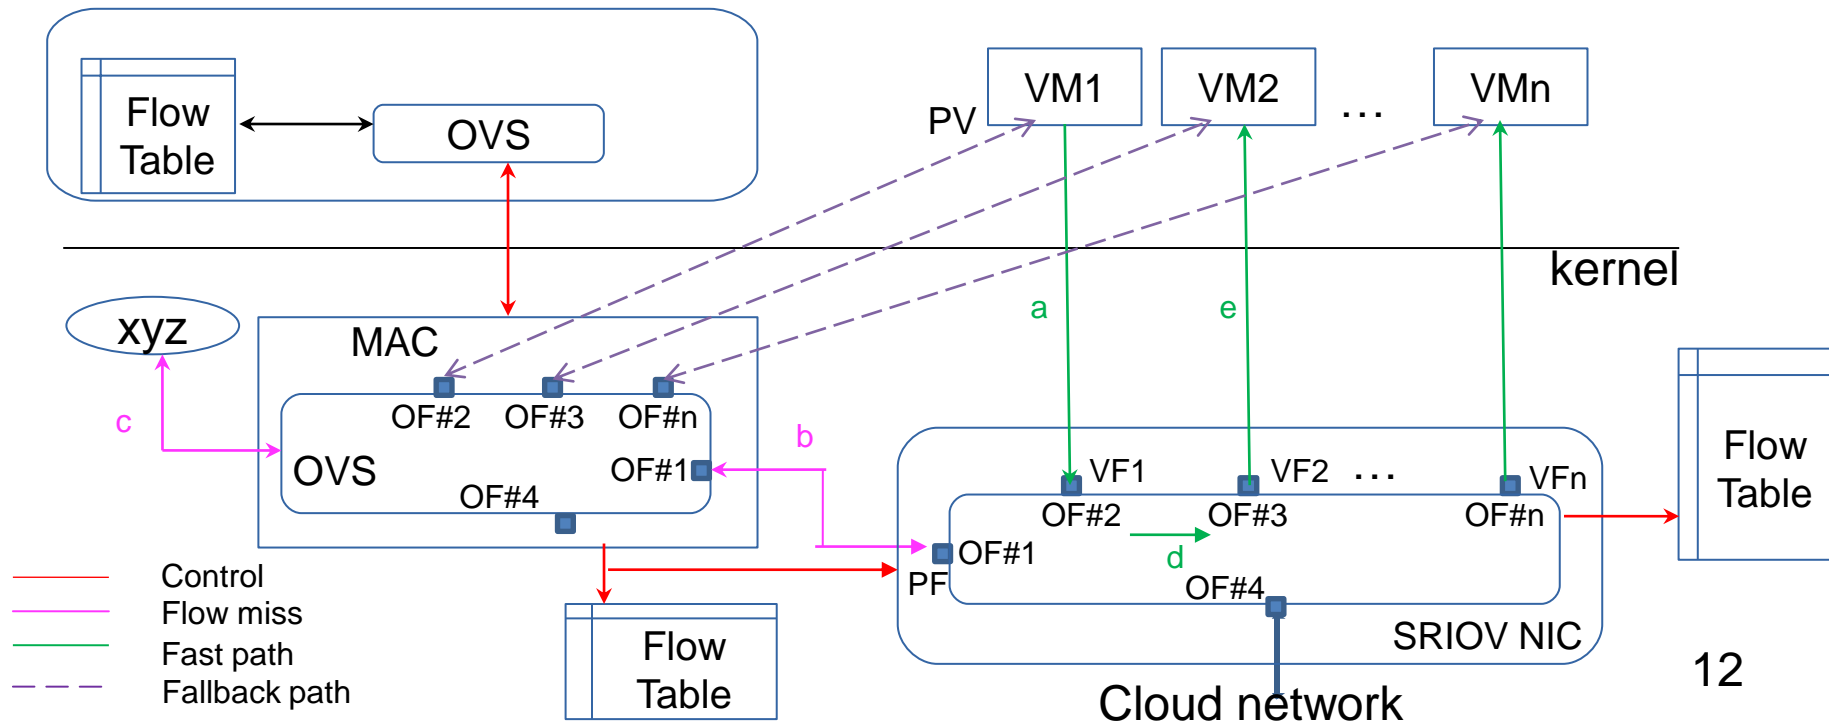 Flow
Table
OVS
PV
VM1
VM2
...
VMn
kernel
xyz
MAC
a
e
c
OF#2 OF#3 OF#n
b
OVS
OF#1
OF#4
VF1
VF2
...
VFn
OF#2
OF#3
OF#n
OF#1
d
PF
OF#4
SRIOV NIC
Flow
Table
Control
Flow miss
Fast path
Fallback path
Flow
Table
Cloud network
12